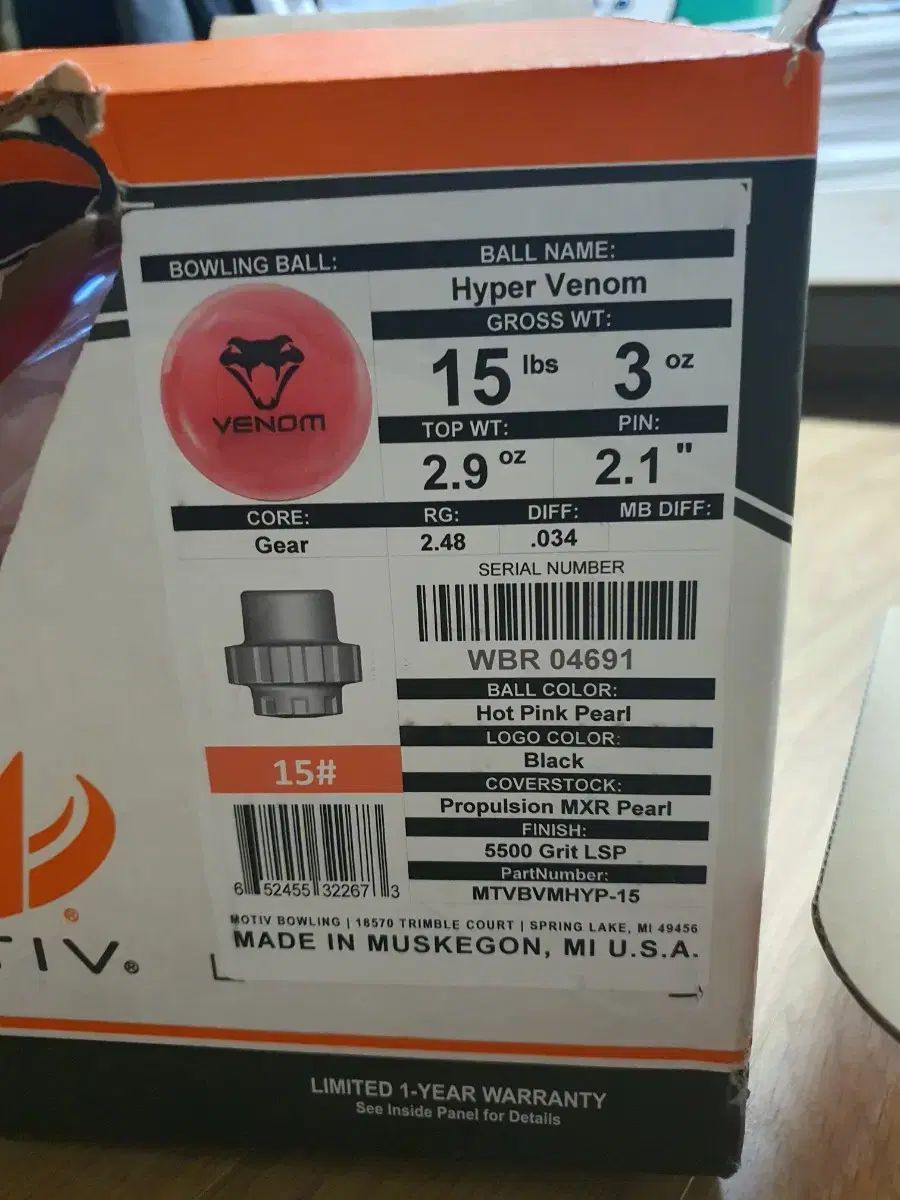 BOWLING BALL:
BALL NAME:
Hyper Venom
VENOM
GROSS WT:
15 lbs 3 oz
TOP WT: PIN:
2.9 oz 2.1 "
CORE: RG: DIFF: MB DIFF:
Gear 2.48 .034
SERIAL NUMBER
WBR 04691
BALL COLOR:
Hot Pink Pearl
LOGO COLOR:
Black
15#
COVERSTOCK:
Propulsion MXR Pearl
FINISH:
5500 Grit LSP
PartNumber:
MTVBVMHYP-15
6 52455 32267 3
MOTIV BOWLING | 18570 TRIMBLE COURT | SPRING LAKE, MI 49456
MADE IN MUSKEGON, MI U.S.A.
®
TIV®
LIMITED 1-YEAR WARRANTY
See Inside Panel for Details